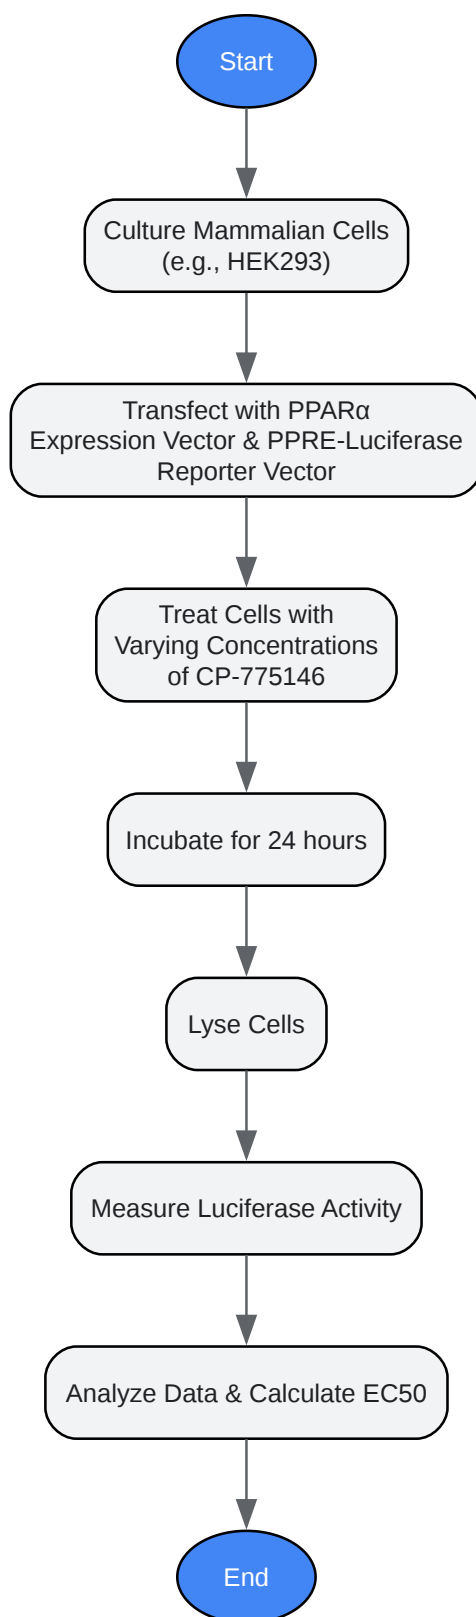 Start
Culture Mammalian Cells
(e.g., HEK293)
Transfect with PPARα
Expression Vector & PPRE-Luciferase
Reporter Vector
Treat Cells with
Varying Concentrations
of CP-775146
Incubate for 24 hours
Lyse Cells
Measure Luciferase Activity
Analyze Data & Calculate EC50
End